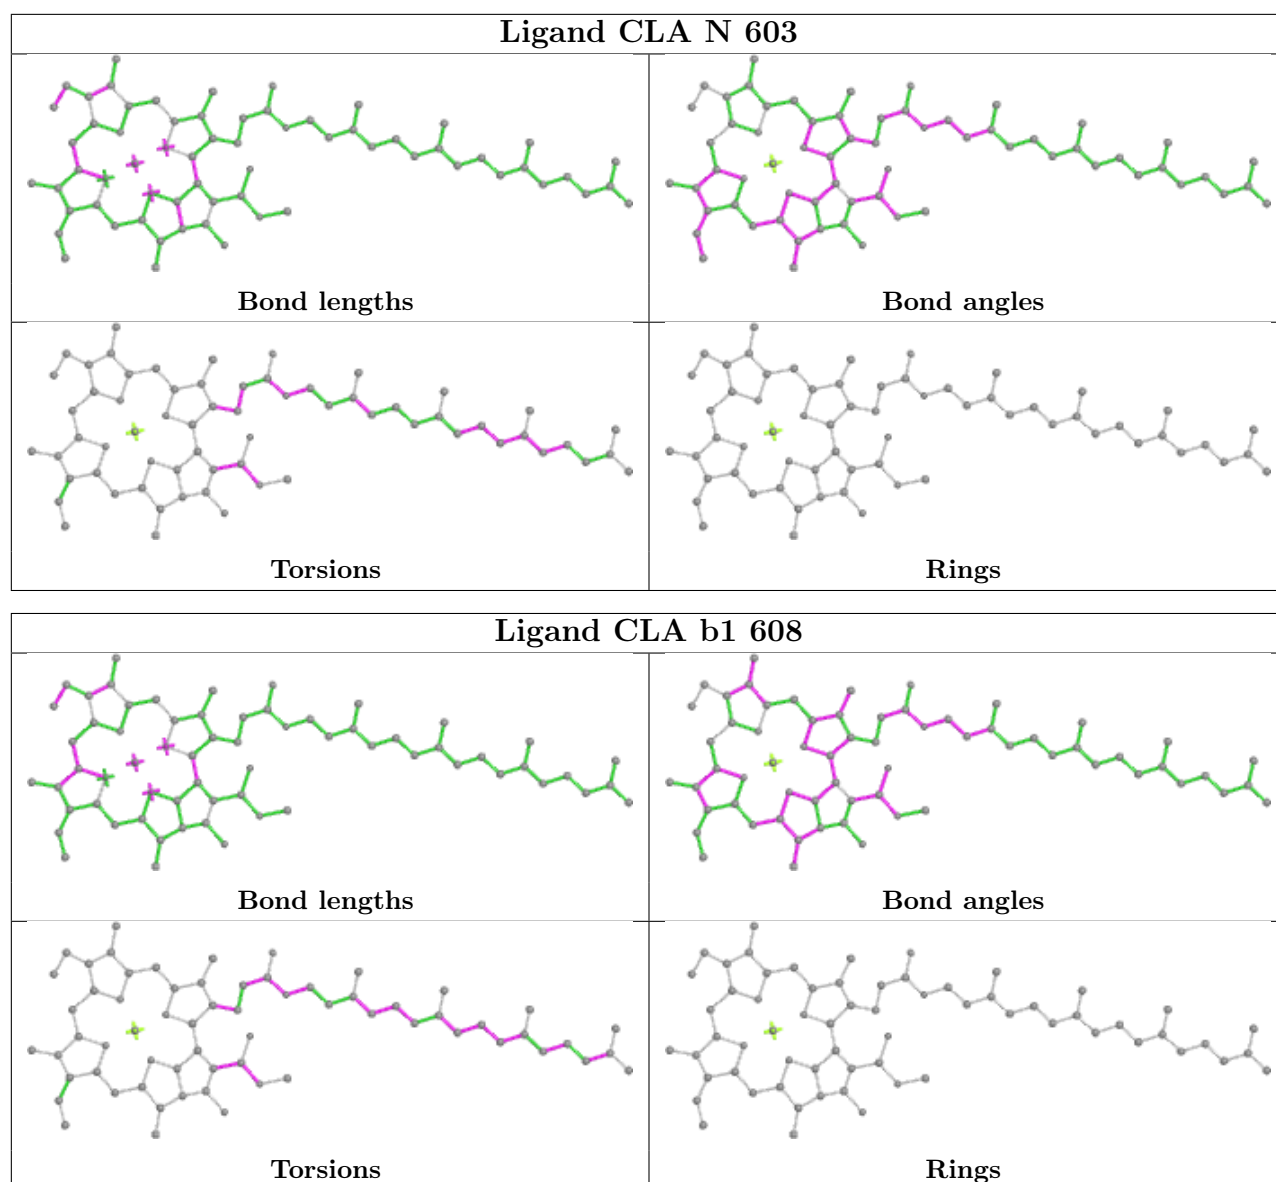 Ligand CLA N 603
Bond lengths
Bond angles
Torsions
Rings
Ligand CLA b1 608
Bond lengths
Bond angles
Torsions
Rings